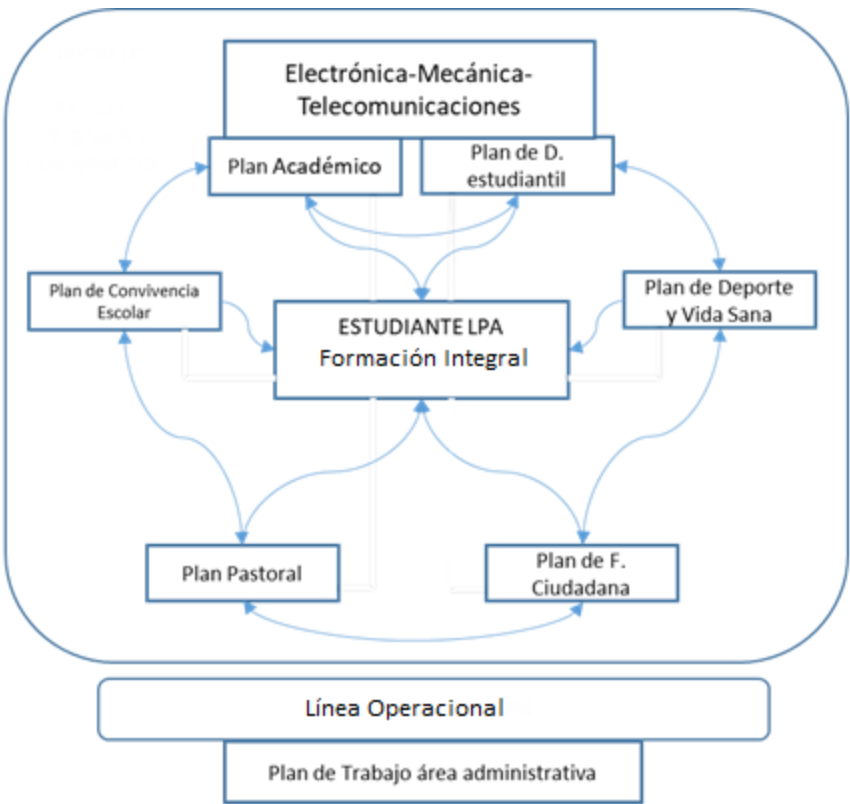 Electrónica-Mecánica-
Telecomunicaciones
Plan Académico
Plan de D.
estudiantil
Plan de Convivencia
Escolar
Plan de Deporte
y Vida Sana
ESTUDIANTE LPA
Formación Integral
Plan Pastoral
Plan de F.
Ciudadana
Línea Operacional
Plan de Trabajo área administrativa